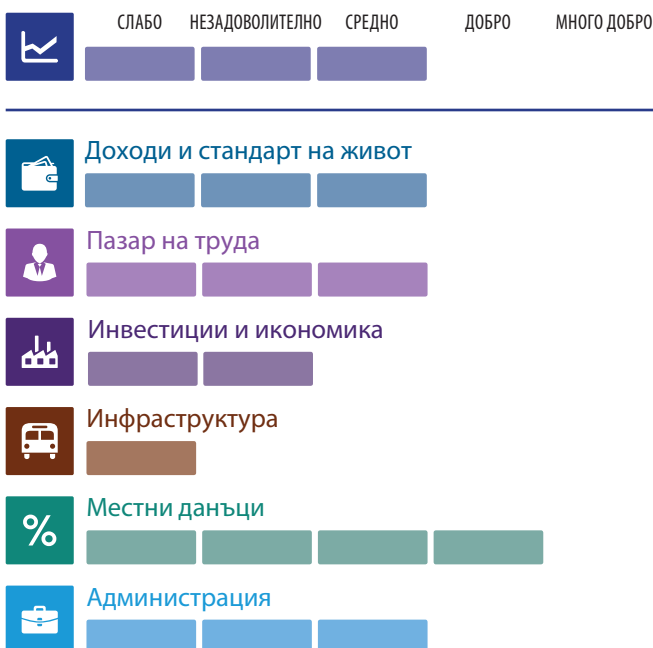 СЛАБО НЕЗАДОВОЛИТЕЛНО СРЕДНО ДОБРО МНОГО ДОБРО
Доходи и стандарт на живот
Пазар на труда
Инвестиции и икономика
Инфраструктура
Местни данъци
%
Администрация